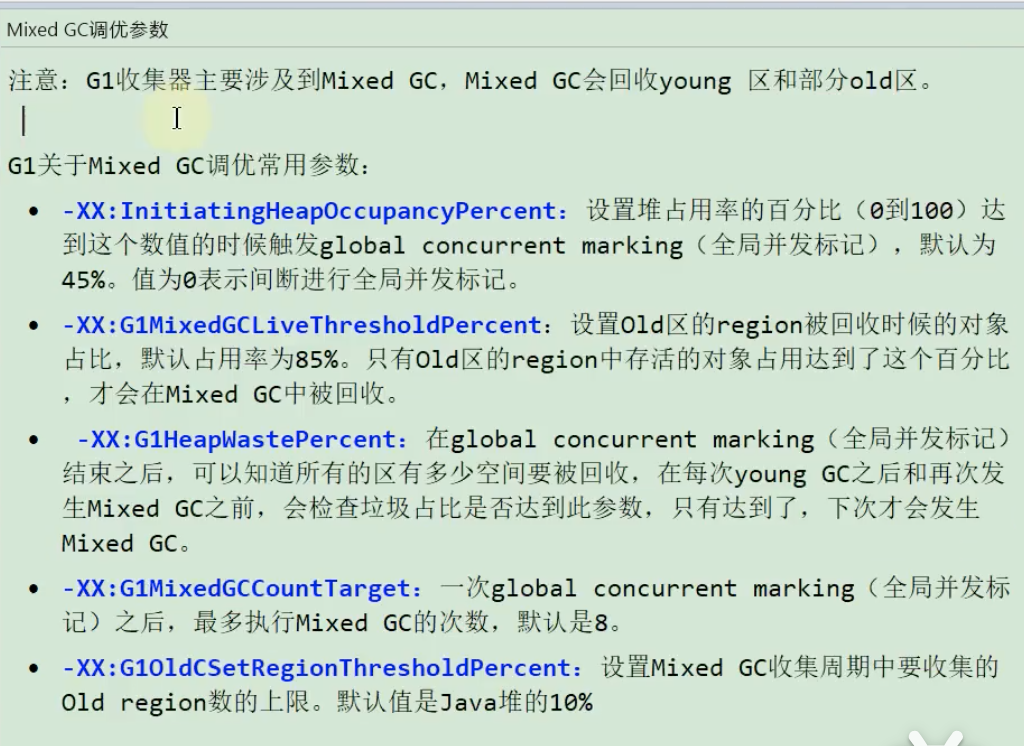 Mixed GC调优参数
注意：G1收集器主要涉及到Mixed GC，Mixed GC会回收young 区和部分old区。
G1关于Mixed GC调优常用参数：
• -XX:InitiatingHeapOccupancyPercent：设置堆占用率的百分比（0到100）达
到这个数值的时候触发global concurrent marking（全局并发标记），默认为
45%。值为0表示间断进行全局并发标记。
• -XX:G1MixedGCLiveThresholdPercent：设置Old区的region被回收时候的对象
占比，默认占用率为85%。只有Old区的region中存活的对象占用达到了这个百分比
，才会在Mixed GC中被回收。
• -XX:G1HeapWastePercent：在global concurrent marking（全局并发标记）
结束之后，可以知道所有的区有多少空间要被回收，在每次young GC之后和再次发
生Mixed GC之前，会检查垃圾占比是否达到此参数，只有达到了，下次才会发生
Mixed GC。
• -XX:G1MixedGCCountTarget：一次global concurrent marking（全局并发标
记）之后，最多执行Mixed GC的次数，默认是8。
• -XX:G1OldCSetRegionThresholdPercent：设置Mixed GC收集周期中要收集的
Old region数的上限。默认值是Java堆的10%